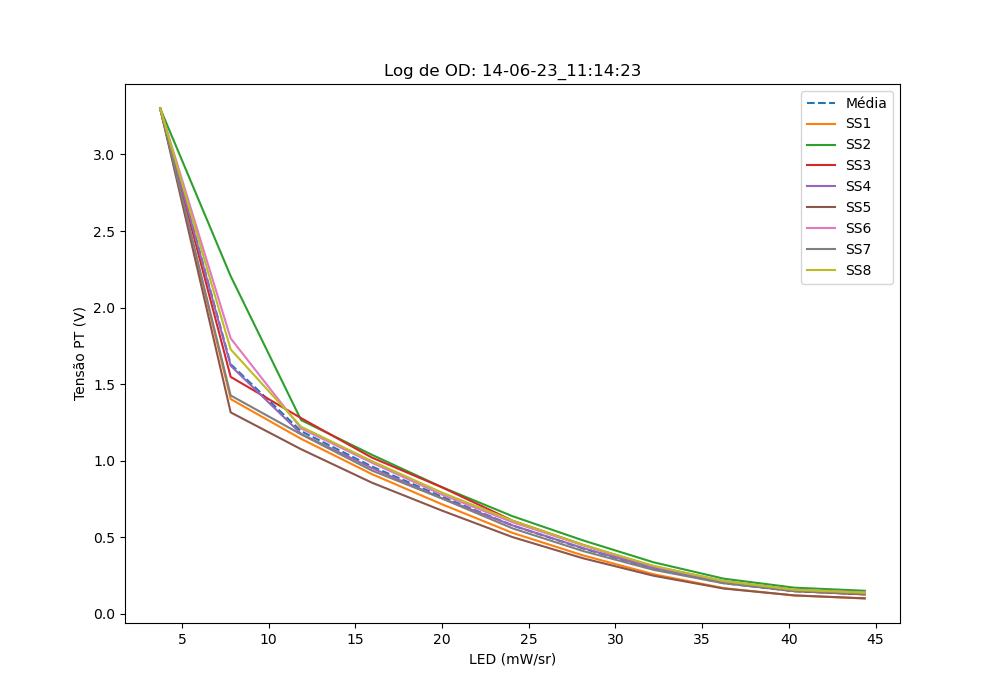 Log de OD: 14-06-23_11:14:23
Média
SS1
SS2
SS3
SS4
SS5
SS6
SS7
SS8
Tensão PT (V)
3.0
2.5
2.0
1.5
1.0
0.5
0.0
5 10 15 20 25 30 35 40 45
LED (mW/sr)